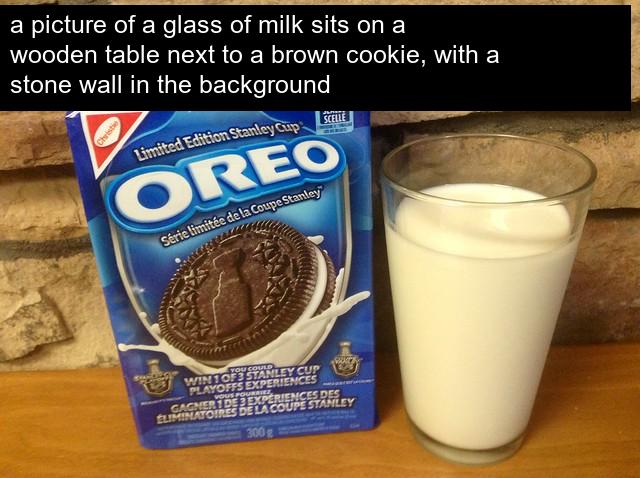 a picture of a glass of milk sits on a
wooden table next to a brown cookie, with a
stone wall in the background
SCELLÉ
Christie
Limited Edition Stanley Cup®
OREO
Série limitée de la Coupe Stanley™
YOU COULD
WIN 1 OF 3 STANLEY CUP®
PLAYOFFS EXPERIENCES
VOUS POURRIEZ
GAGNER 1 DE 3 EXPÉRIENCES DES
ÉLIMINATOIRES DE LA COUPE STANLEY
300 g